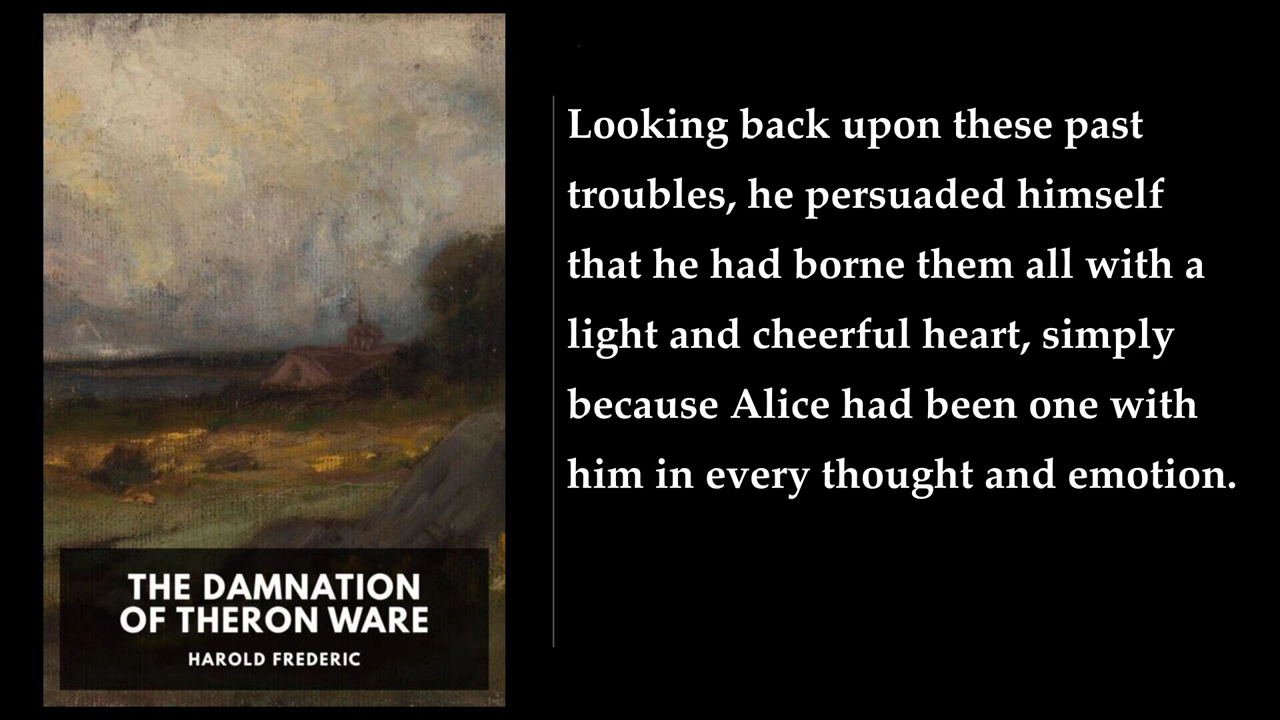 THE DAMNATION
OF THERON WARE
HAROLD FREDERIC
Looking back upon these past
troubles, he persuaded himself
that he had borne them all with a
light and cheerful heart, simply
because Alice had been one with
him in every thought and emotion.